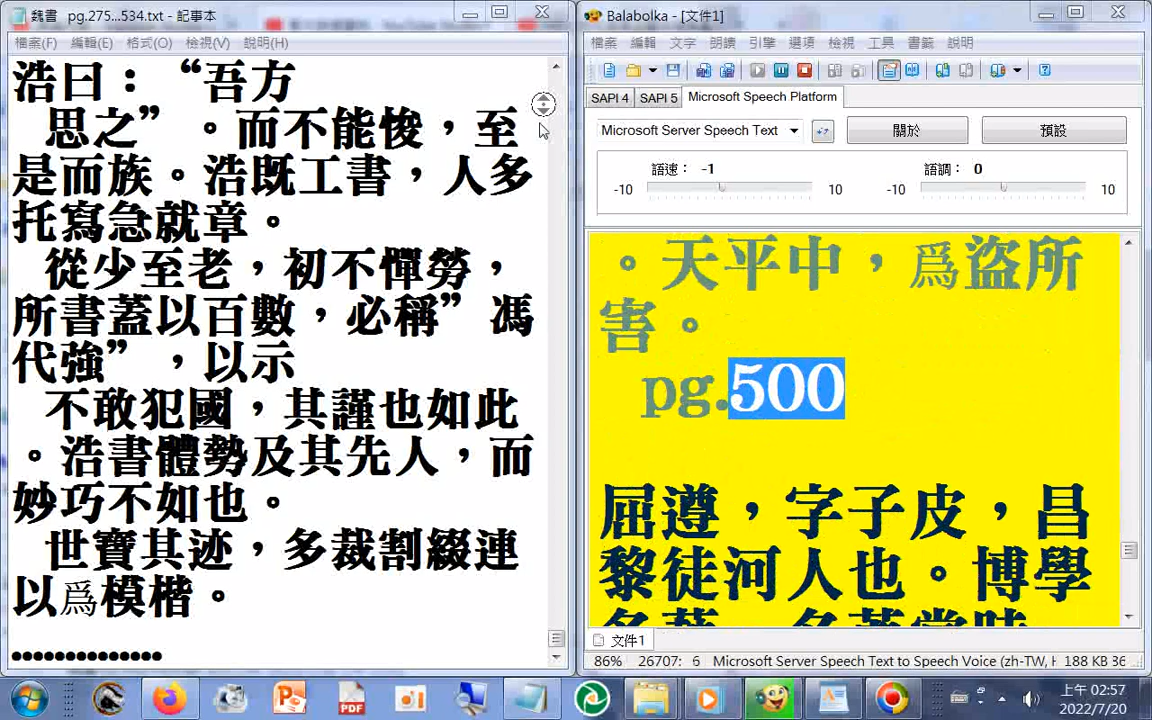 魏書 pg.275...534.txt - 記事本
檔案(F) 編輯(E) 格式(O) 檢視(V) 說明(H)
浩曰：“吾方
思之”。而不能悛，至
是而族。浩既工書，人多
托寫急就章。
從少至老，初不憚勞，
所書蓋以百數，必稱”馮
代強”，以示
不敢犯國，其謹也如此
。浩書體勢及其先人，而
妙巧不如也。
世寶其迹，多裁割綴連
以爲模楷。
Balabolka - [文件1]
檔案 編輯 文字 朗讀 引擎 選項 檢視 工具 書籤 說明
SAPI 4 SAPI 5 Microsoft Speech Platform
Microsoft Server Speech Text 關於 預設
語速： -1 語調： 0
-10 10 -10 10
。天平中，爲盜所
害。
pg.500
屈遵，字子皮，昌
黎徒河人也。博學
文件1
86% 26707: 6 Microsoft Server Speech Text to Speech Voice (zh-TW, H 188 KB 36
PDF
上午 02:57
2022/7/20